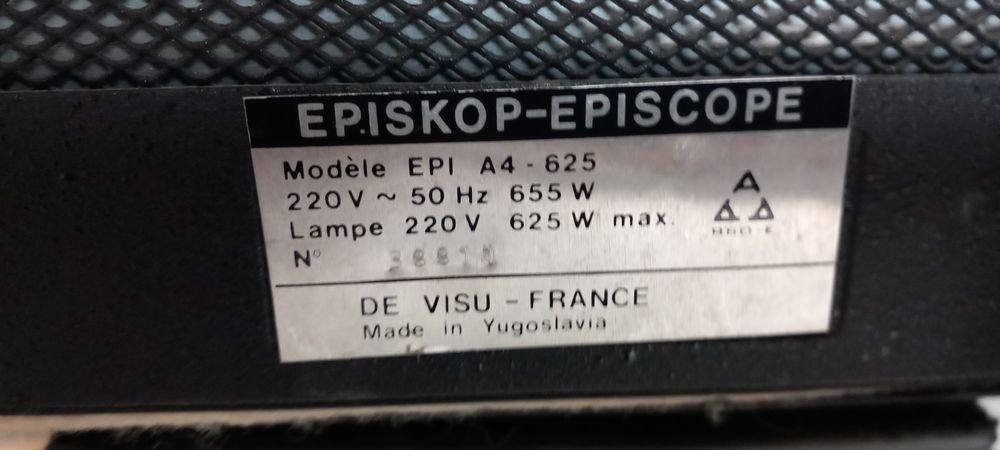 EPISKOP-EPISCOPE
Modèle EPI A4 - 625
220V ~ 50 Hz 655 W
Lampe 220 V 625 W max.
N°
DE VISU - FRANCE
Made in Yugoslavia